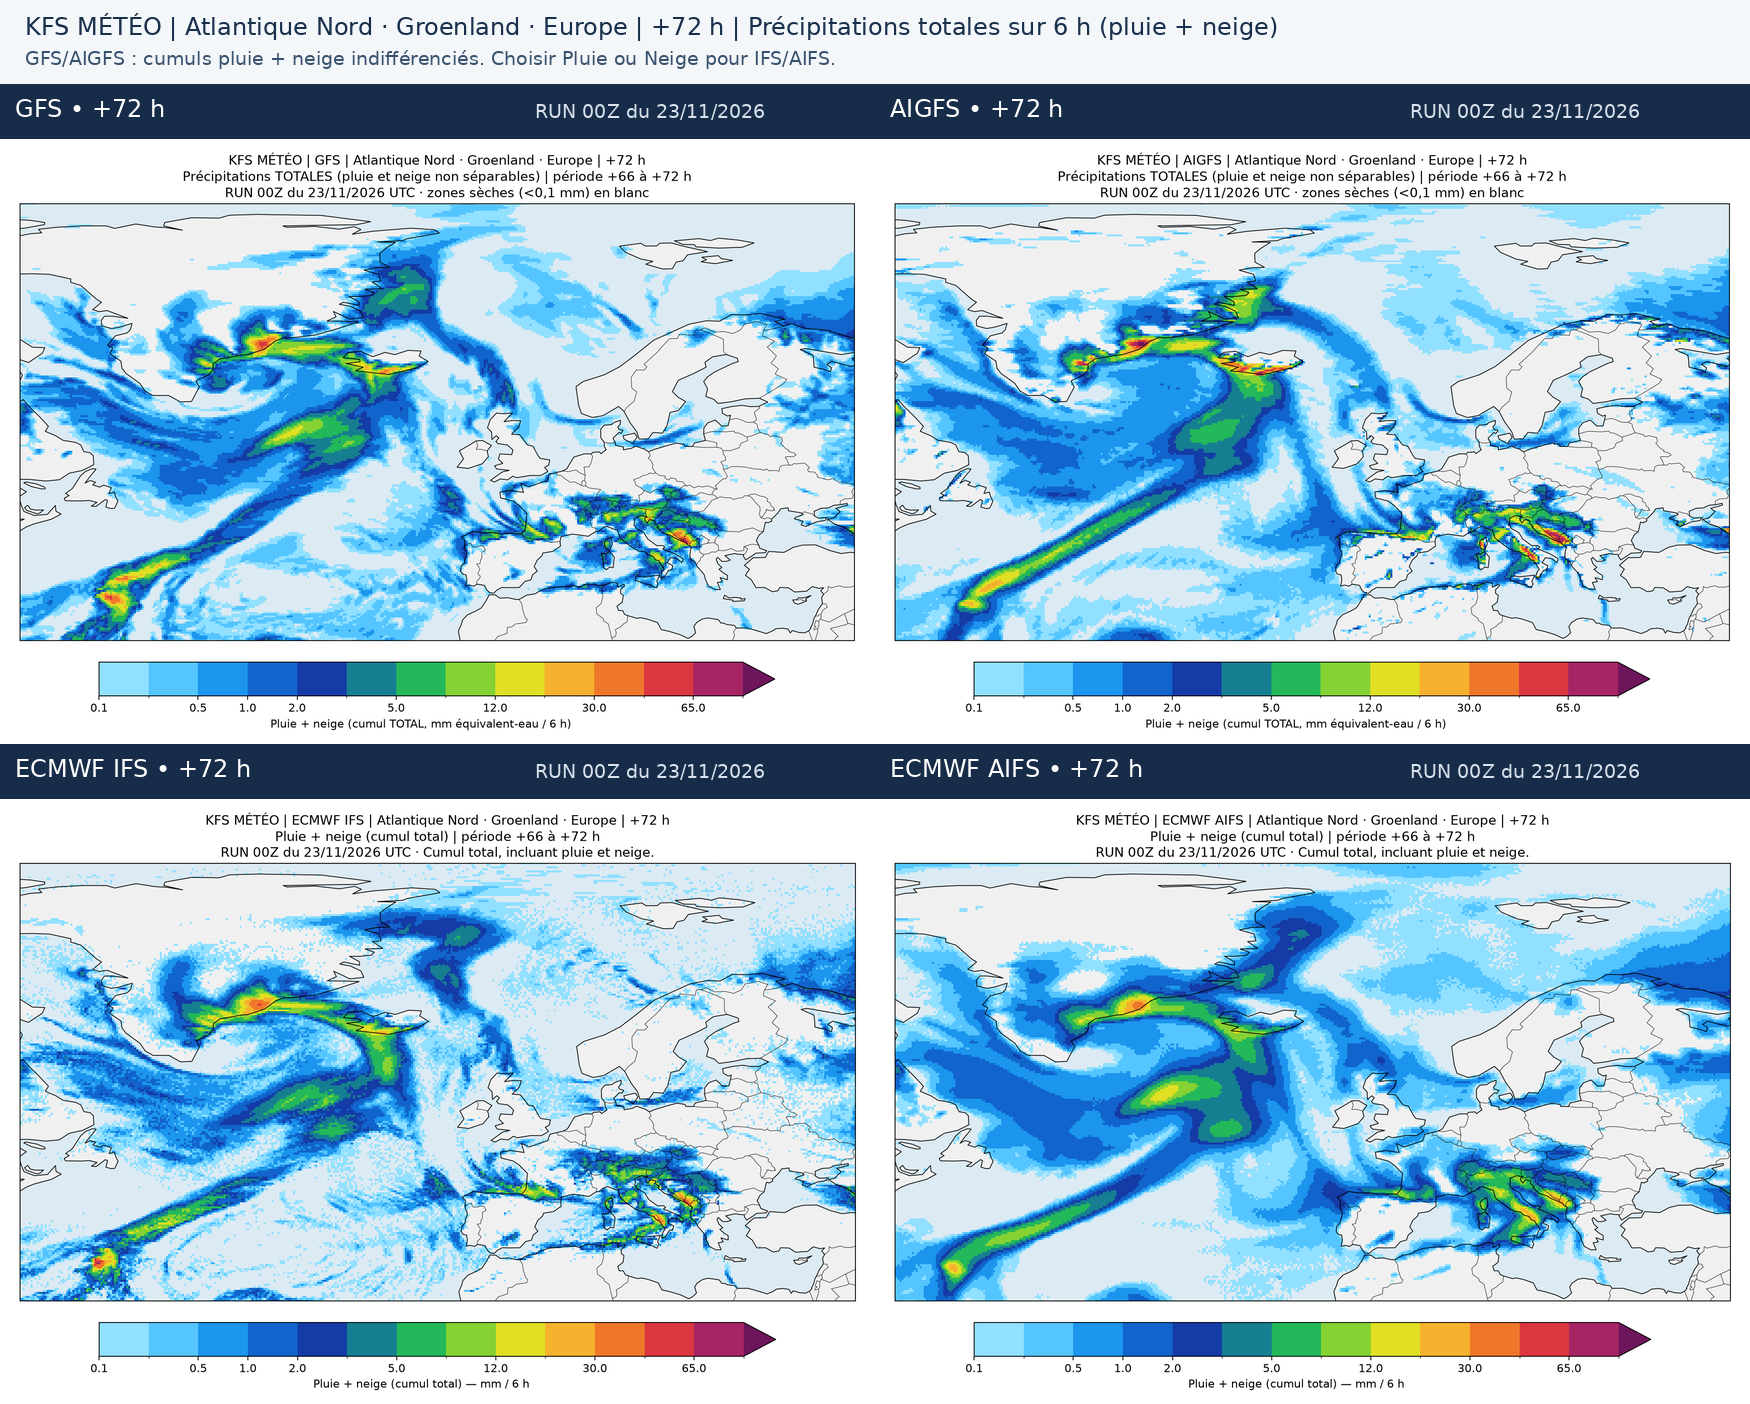 KFS MÉTÉO | Atlantique Nord · Groenland · Europe | +72 h | Précipitations totales sur 6 h (pluie + neige)
GFS/AIGFS : cumuls pluie + neige indifférenciés. Choisir Pluie ou Neige pour IFS/AIFS.
GFS • +72 h
RUN 00Z du 23/11/2026
AIGFS • +72 h
RUN 00Z du 23/11/2026
KFS MÉTÉO | GFS | Atlantique Nord · Groenland · Europe | +72 h
Précipitations TOTALES (pluie et neige non séparables) | période +66 à +72 h
RUN 00Z du 23/11/2026 UTC · zones sèches (<0,1 mm) en blanc
KFS MÉTÉO | AIGFS | Atlantique Nord · Groenland · Europe | +72 h
Précipitations TOTALES (pluie et neige non séparables) | période +66 à +72 h
RUN 00Z du 23/11/2026 UTC · zones sèches (<0,1 mm) en blanc
0.1 0.5 1.0 2.0 5.0 12.0 30.0 65.0
Pluie + neige (cumul TOTAL, mm équivalent-eau / 6 h)
0.1 0.5 1.0 2.0 5.0 12.0 30.0 65.0
Pluie + neige (cumul TOTAL, mm équivalent-eau / 6 h)
ECMWF IFS • +72 h
RUN 00Z du 23/11/2026
ECMWF AIFS • +72 h
RUN 00Z du 23/11/2026
KFS MÉTÉO | ECMWF IFS | Atlantique Nord · Groenland · Europe | +72 h
Pluie + neige (cumul total) | période +66 à +72 h
RUN 00Z du 23/11/2026 UTC · Cumul total, incluant pluie et neige.
KFS MÉTÉO | ECMWF AIFS | Atlantique Nord · Groenland · Europe | +72 h
Pluie + neige (cumul total) | période +66 à +72 h
RUN 00Z du 23/11/2026 UTC · Cumul total, incluant pluie et neige.
0.1 0.5 1.0 2.0 5.0 12.0 30.0 65.0
Pluie + neige (cumul total) — mm / 6 h
0.1 0.5 1.0 2.0 5.0 12.0 30.0 65.0
Pluie + neige (cumul total) — mm / 6 h